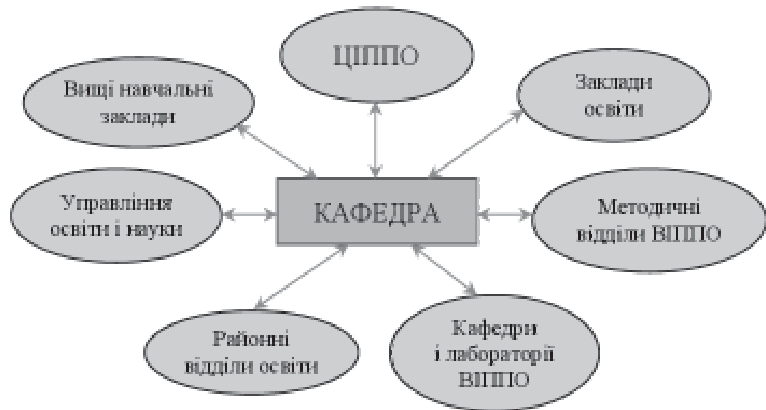 ЦІППО
Вищі навчальні
заклади
Заклади
освіти
Управління
освіти і науки
КАФЕДРА
Методичні
відділи ВІППО
Районні
відділи освіти
Кафедри
і лабораторії
ВІППО